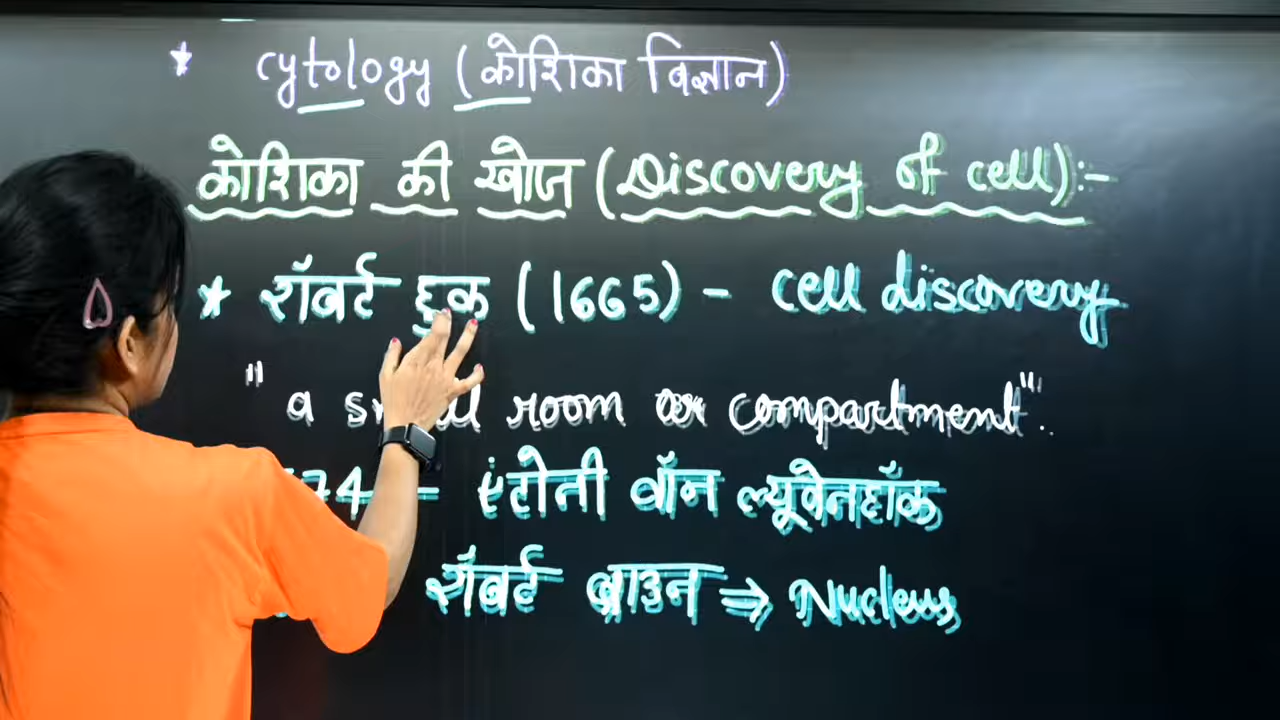 * cytology (कोशिका विज्ञान)
कोशिका की खोज (Discovery of cell):-
* रॉबर्ट हुक (1665) - cell discovery
"a room or compartment".
74 - एंटोनी वॉन ल्यूवेनहॉक
रॉबर्ट ब्राउन ⇒ Nucleus